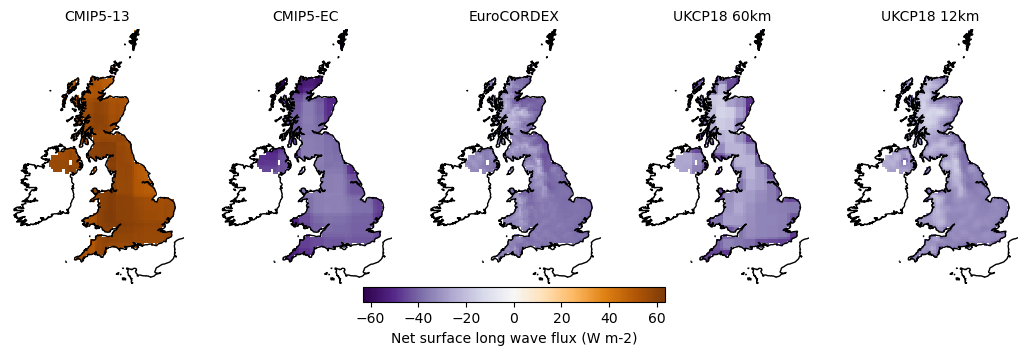 CMIP5-13 CMIP5-EC EuroCORDEX UKCP18 60km UKCP18 12km
−60 −40 −20 0 20 40 60
Net surface long wave flux (W m-2)